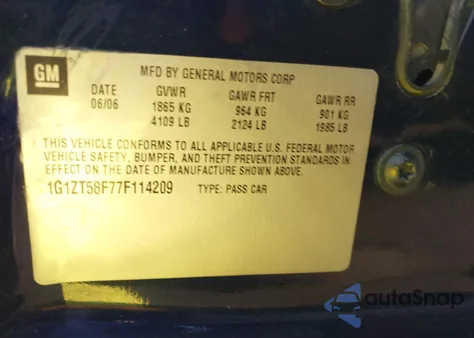 GM
MFD BY GENERAL MOTORS CORP
DATE GVWR GAWR FRT GAWR RR
06/06 1865 KG 964 KG 901 KG
4109 LB 2124 LB 1985 LB
THIS VEHICLE CONFORMS TO ALL APPLICABLE U.S. FEDERAL MOTOR
VEHICLE SAFETY, BUMPER, AND THEFT PREVENTION STANDARDS IN
EFFECT ON THE DATE OF MANUFACTURE SHOWN ABOVE.
1G1ZT58F77F114209 TYPE: PASS CAR
autoSnap